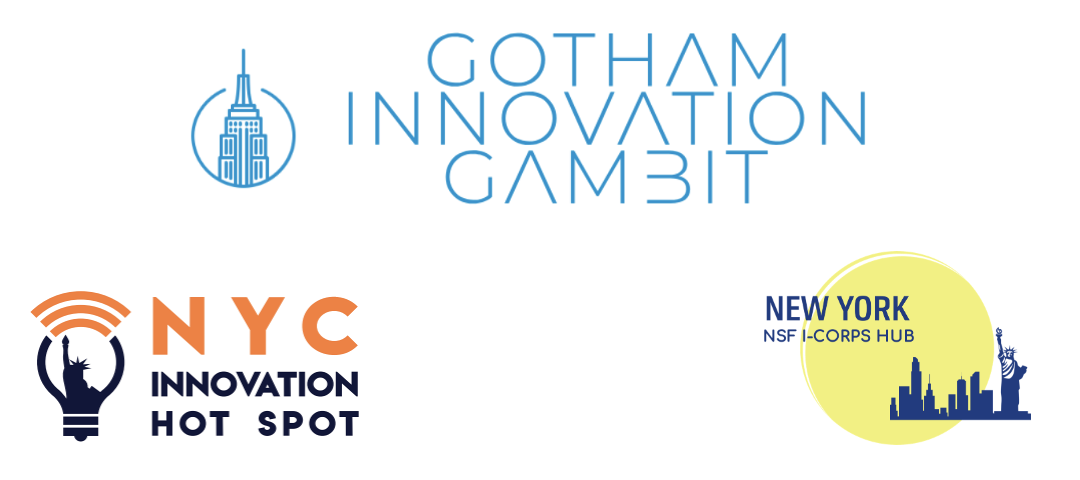 GOTHAM
INNOVATION
GAMBIT
NYC
INNOVATION
HOT SPOT
NEW YORK
NSF I-CORPS HUB